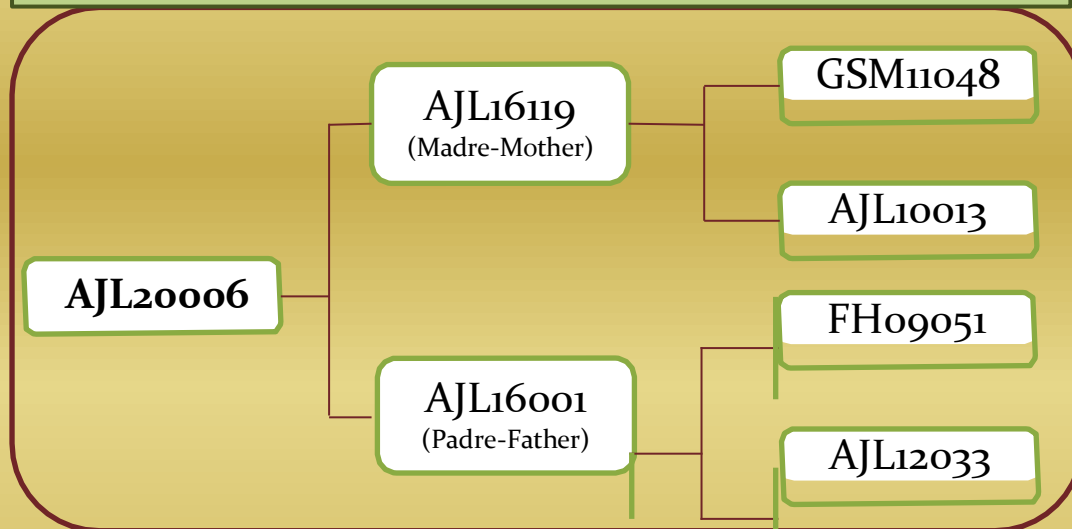 GSM11048
AJL16119
(Madre-Mother)
AJL10013
AJL20006
FH09051
AJL16001
(Padre-Father)
AJL12033